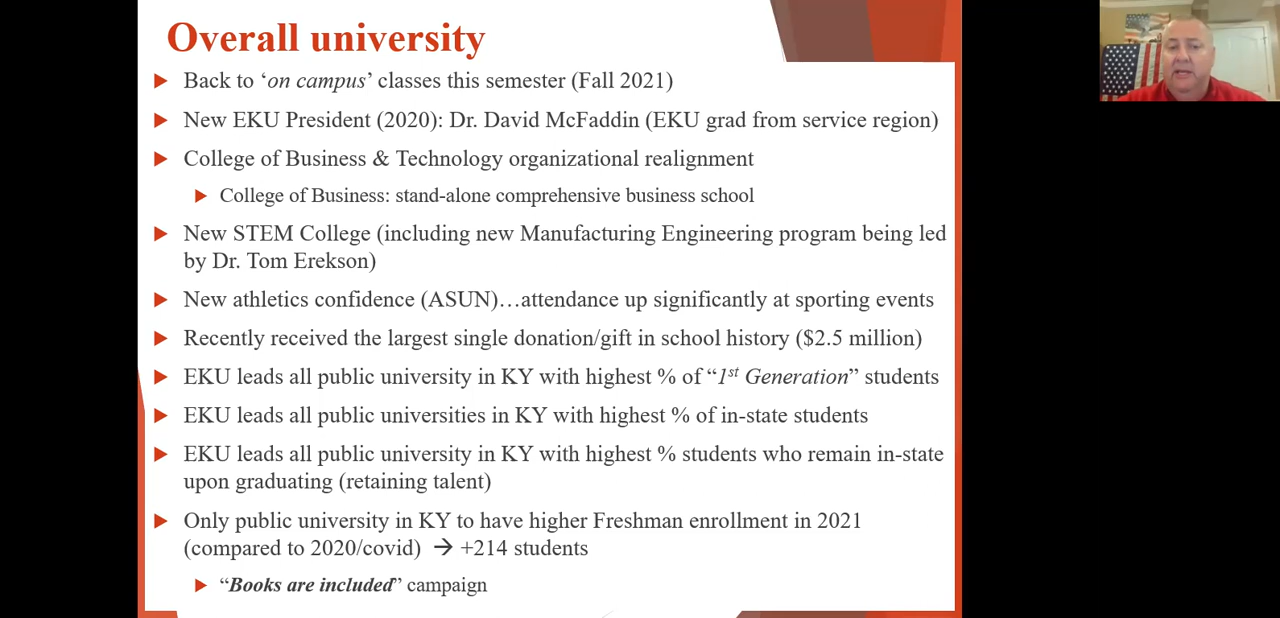 Overall university
Back to ‘on campus’ classes this semester (Fall 2021)
New EKU President (2020): Dr. David McFaddin (EKU grad from service region)
College of Business & Technology organizational realignment
College of Business: stand-alone comprehensive business school
New STEM College (including new Manufacturing Engineering program being led
by Dr. Tom Erekson)
New athletics confidence (ASUN)…attendance up significantly at sporting events
Recently received the largest single donation/gift in school history ($2.5 million)
EKU leads all public university in KY with highest % of “1st Generation” students
EKU leads all public universities in KY with highest % of in-state students
EKU leads all public university in KY with highest % students who remain in-state
upon graduating (retaining talent)
Only public university in KY to have higher Freshman enrollment in 2021
(compared to 2020/covid) → +214 students
“Books are included” campaign